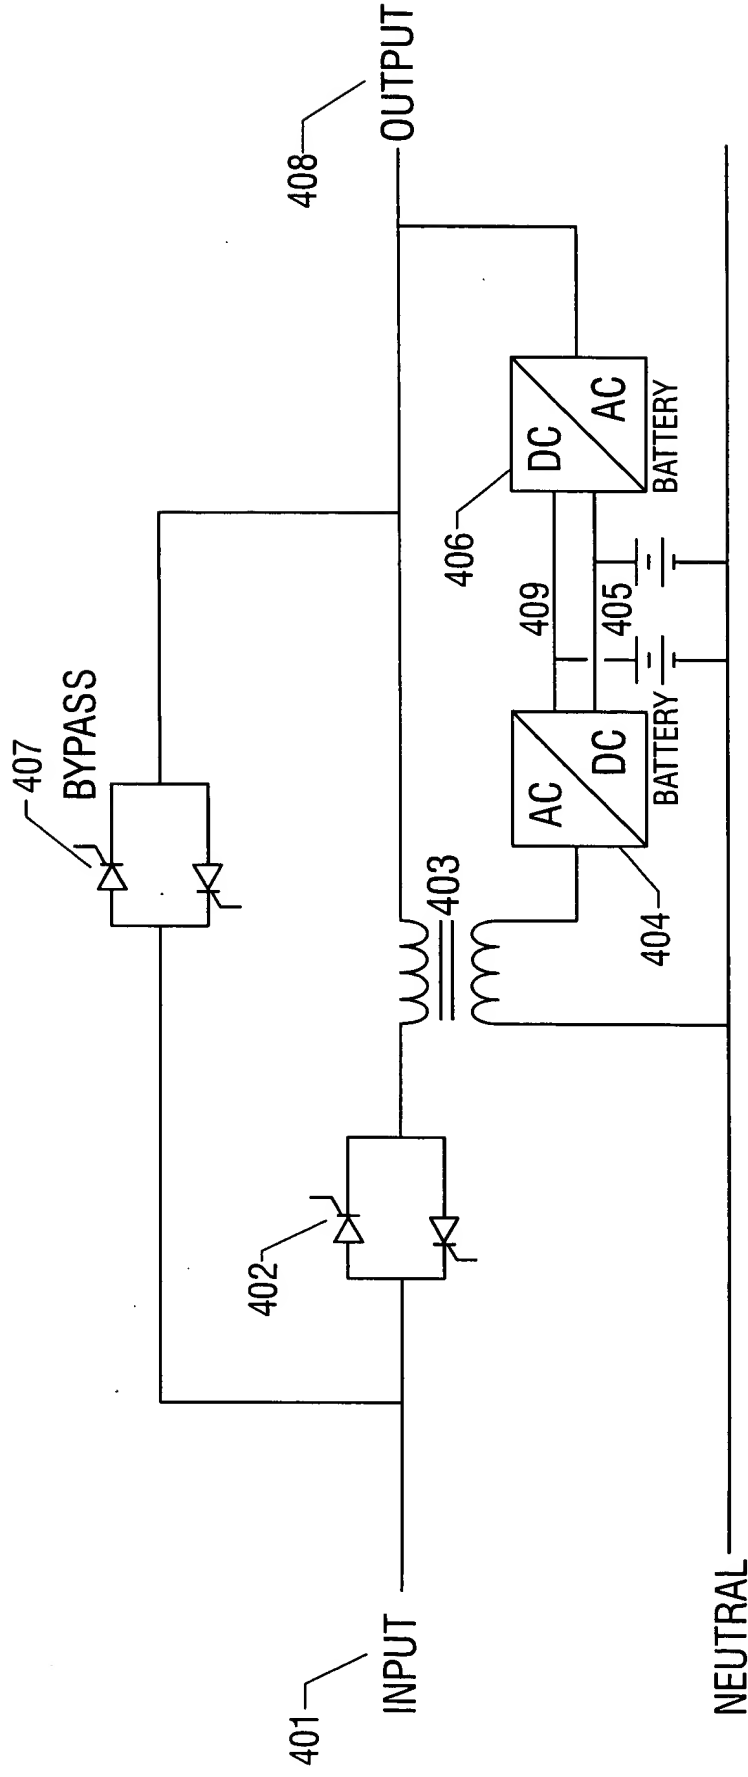 407
BYPASS
408
OUTPUT
402
401
INPUT
403
406
DC
AC
BATTERY
409
405
AC
DC
BATTERY
404
NEUTRAL